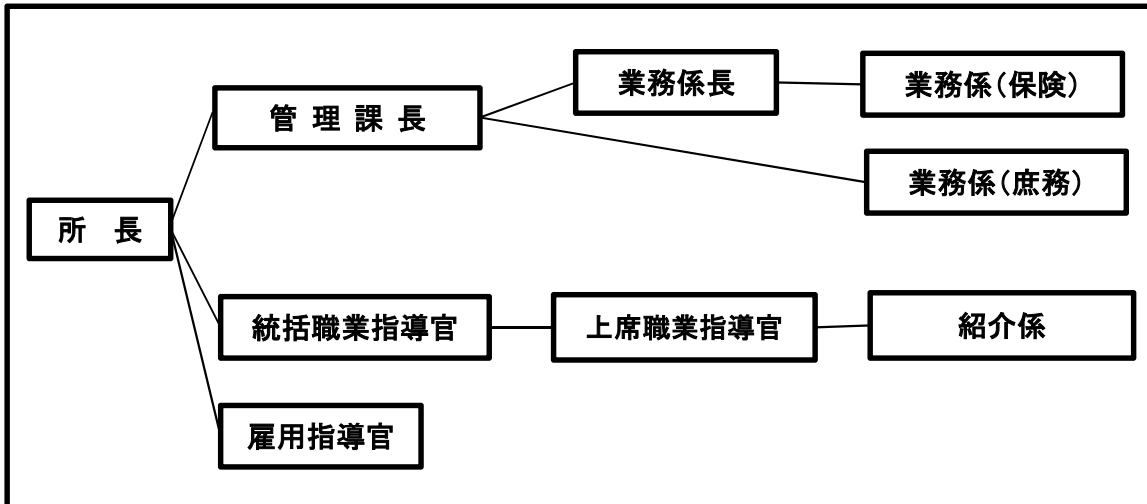 業務係長
業務係(保険)
管 理 課 長
業務係(庶務)
所 長
統括職業指導官
上席職業指導官
紹介係
雇用指導官